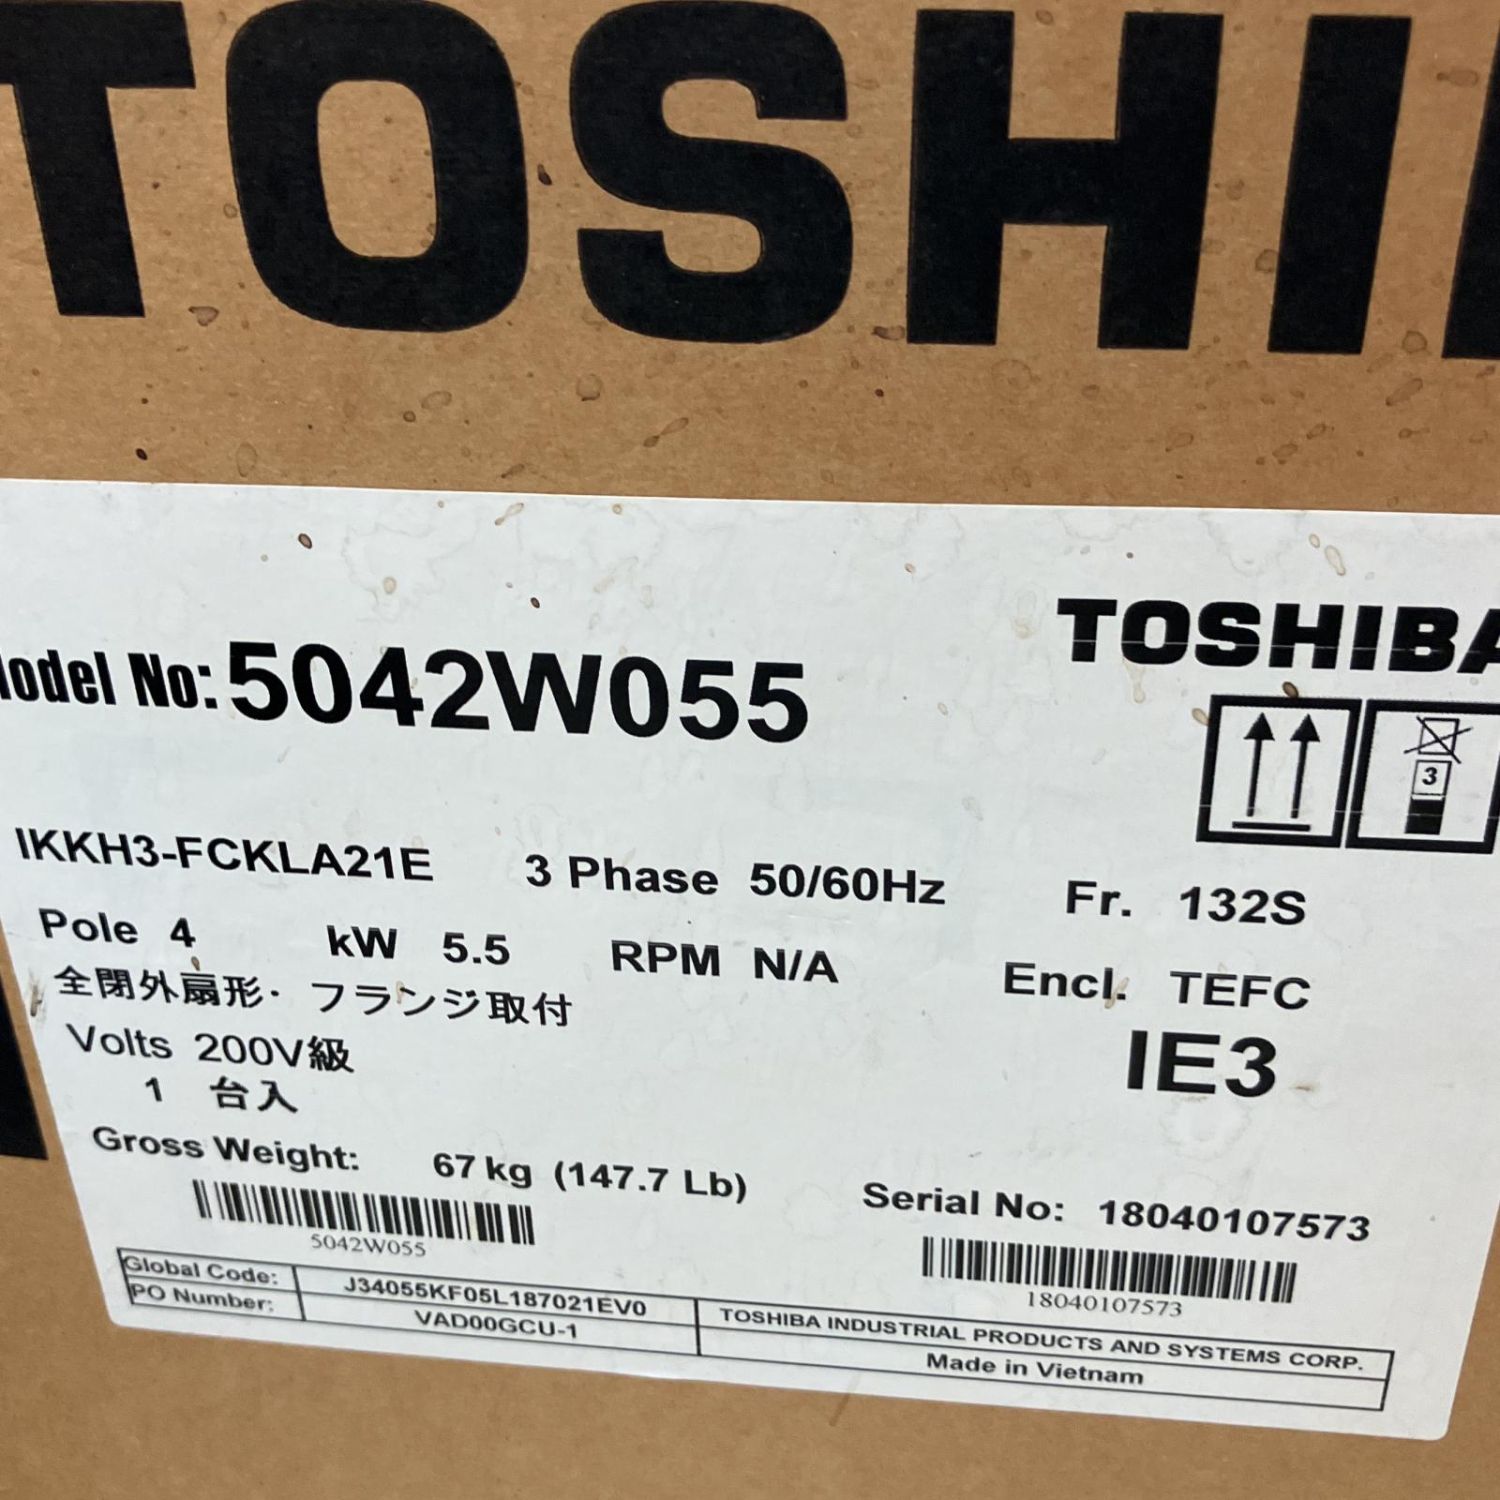 TOSHI
TOSHIBA
Model No: 5042W055
3
IKKH3-FCKLA21E 3 Phase 50/60Hz Fr. 132S
Pole 4 kW 5.5 RPM N/A Encl. TEFC
全閉外扇形・フランジ取付
Volts 200V級 IE3
1 台入
Gross Weight: 67 kg (147.7 Lb) Serial No: 18040107573
5042W055 18040107573
Global Code: J34055KF05L187021EV0 TOSHIBA INDUSTRIAL PRODUCTS AND SYSTEMS CORP.
PO Number: VAD00GCU-1 Made in Vietnam